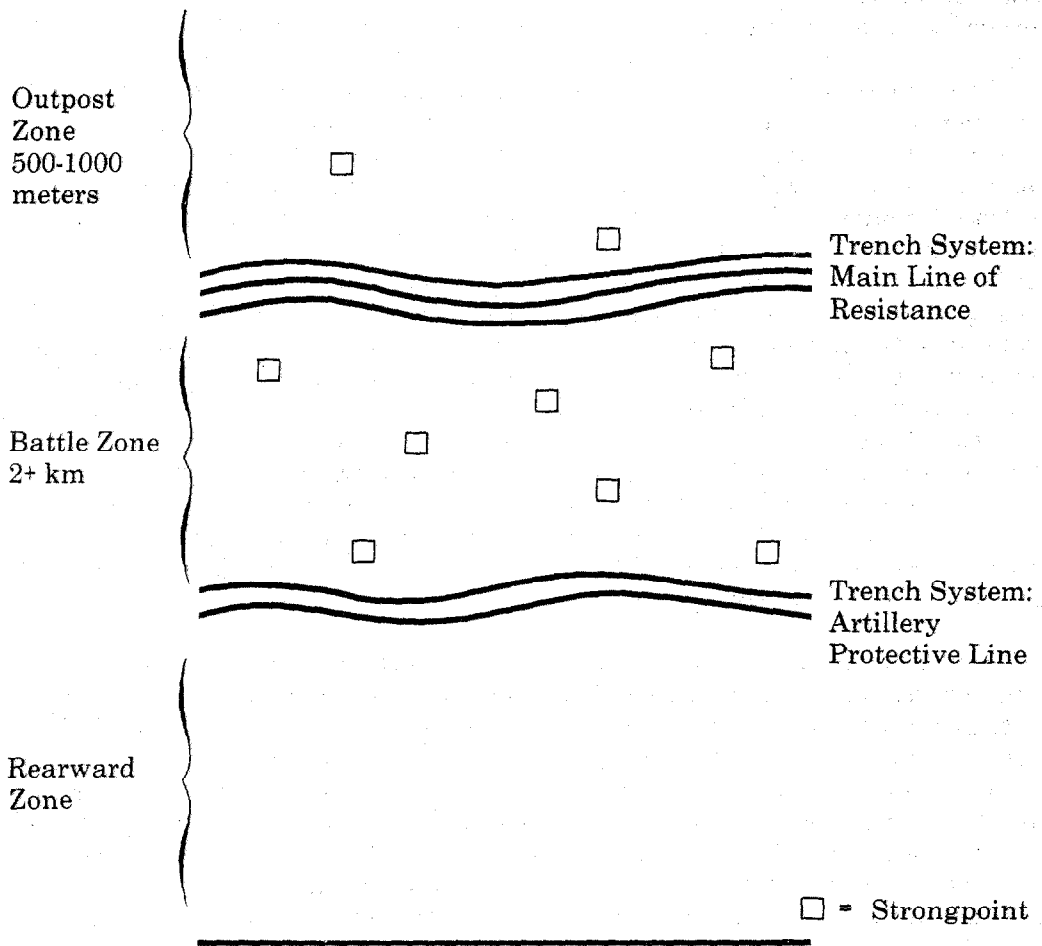 Outpost
Zone
500-1000
meters
Trench System:
Main Line of
Resistance
Battle Zone
2+ km
Trench System:
Artillery
Protective Line
Rearward
Zone
= Strongpoint